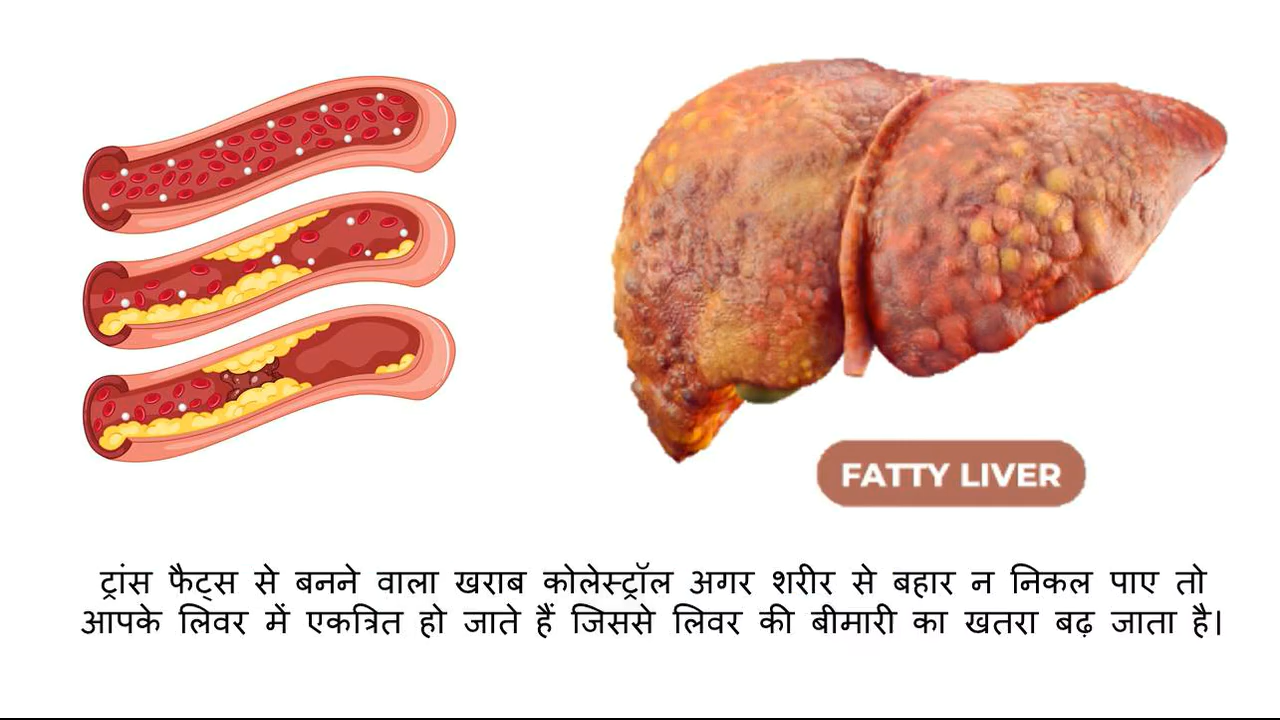 FATTY LIVER
ट्रांस फैट्स से बनने वाला खराब कोलेस्ट्रॉल अगर शरीर से बहार न निकल पाए तो
आपके लिवर में एकत्रित हो जाते हैं जिससे लिवर की बीमारी का खतरा बढ़ जाता है।